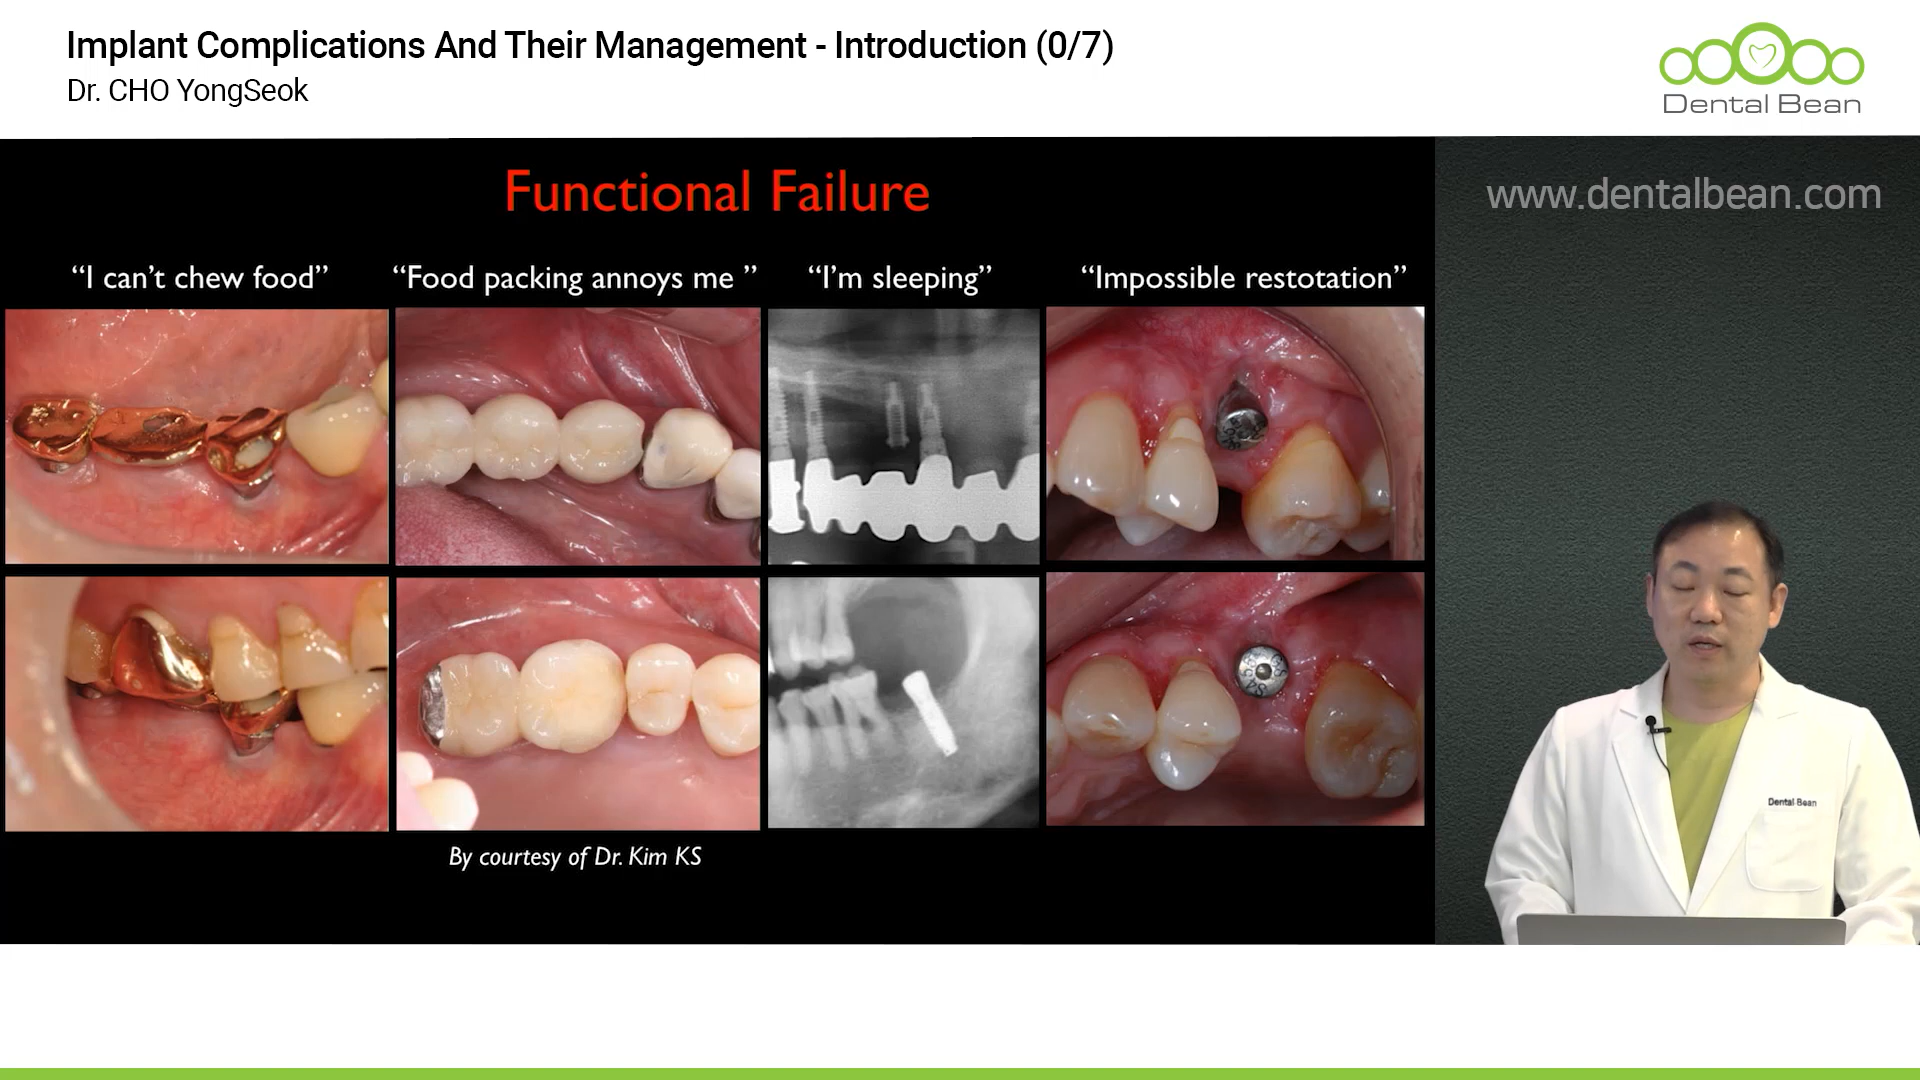 Implant Complications And Their Management - Introduction (0/7)
Dr. CHO YongSeok
Dental Bean
www.dentalbean.com
Functional Failure
“I can’t chew food”
“Food packing annoys me ”
“I’m sleeping”
“Impossible restotation”
By courtesy of Dr. Kim KS
Dental Bean